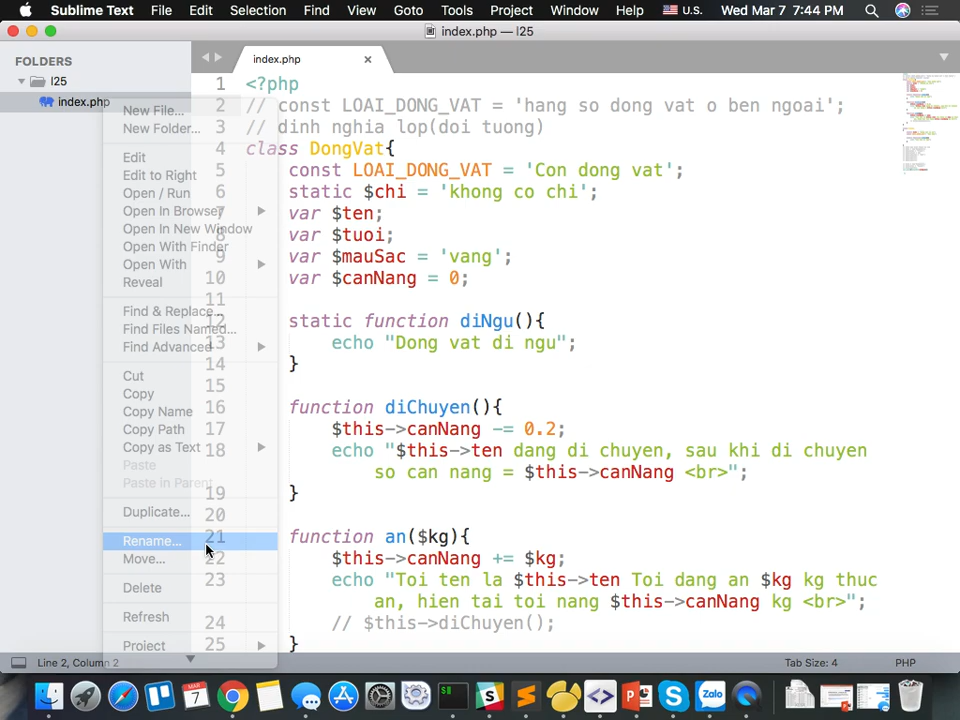 Sublime Text File Edit Selection Find View Goto Tools Project Window Help U.S. Wed Mar 7 7:44 PM
index.php — l25
FOLDERS
l25
index.php
New File...
New Folder...
Edit
Edit to Right
Open / Run
Open In Browser
Open In New Window
Open With Finder
Open With
Reveal
Find & Replace...
Find Files Named...
Find Advanced
Cut
Copy
Copy Name
Copy Path
Copy as Text
Paste
Paste in Parent
Duplicate...
Rename...
Move...
Delete
Refresh
Project
index.php
1 <?php
2 // const LOAI_DONG_VAT = 'hang so dong vat o ben ngoai';
3 // dinh nghia lop(doi tuong)
4 class DongVat{
5 const LOAI_DONG_VAT = 'Con dong vat';
6 static $chi = 'khong co chi';
7 var $ten;
8 var $tuoi;
9 var $mauSac = 'vang';
10 var $canNang = 0;
11
12 static function diNgu(){
13 echo "Dong vat di ngu";
14 }
15
16 function diChuyen(){
17 $this->canNang -= 0.2;
18 echo "$this->ten dang di chuyen, sau khi di chuyen
so can nang = $this->canNang <br>";
19 }
20
21 function an($kg){
22 $this->canNang += $kg;
23 echo "Toi ten la $this->ten Toi dang an $kg kg thuc
an, hien tai toi nang $this->canNang kg <br>";
24 // $this->diChuyen();
25 }
Line 2, Column 2 Tab Size: 4 PHP
MAR
7
Zalo